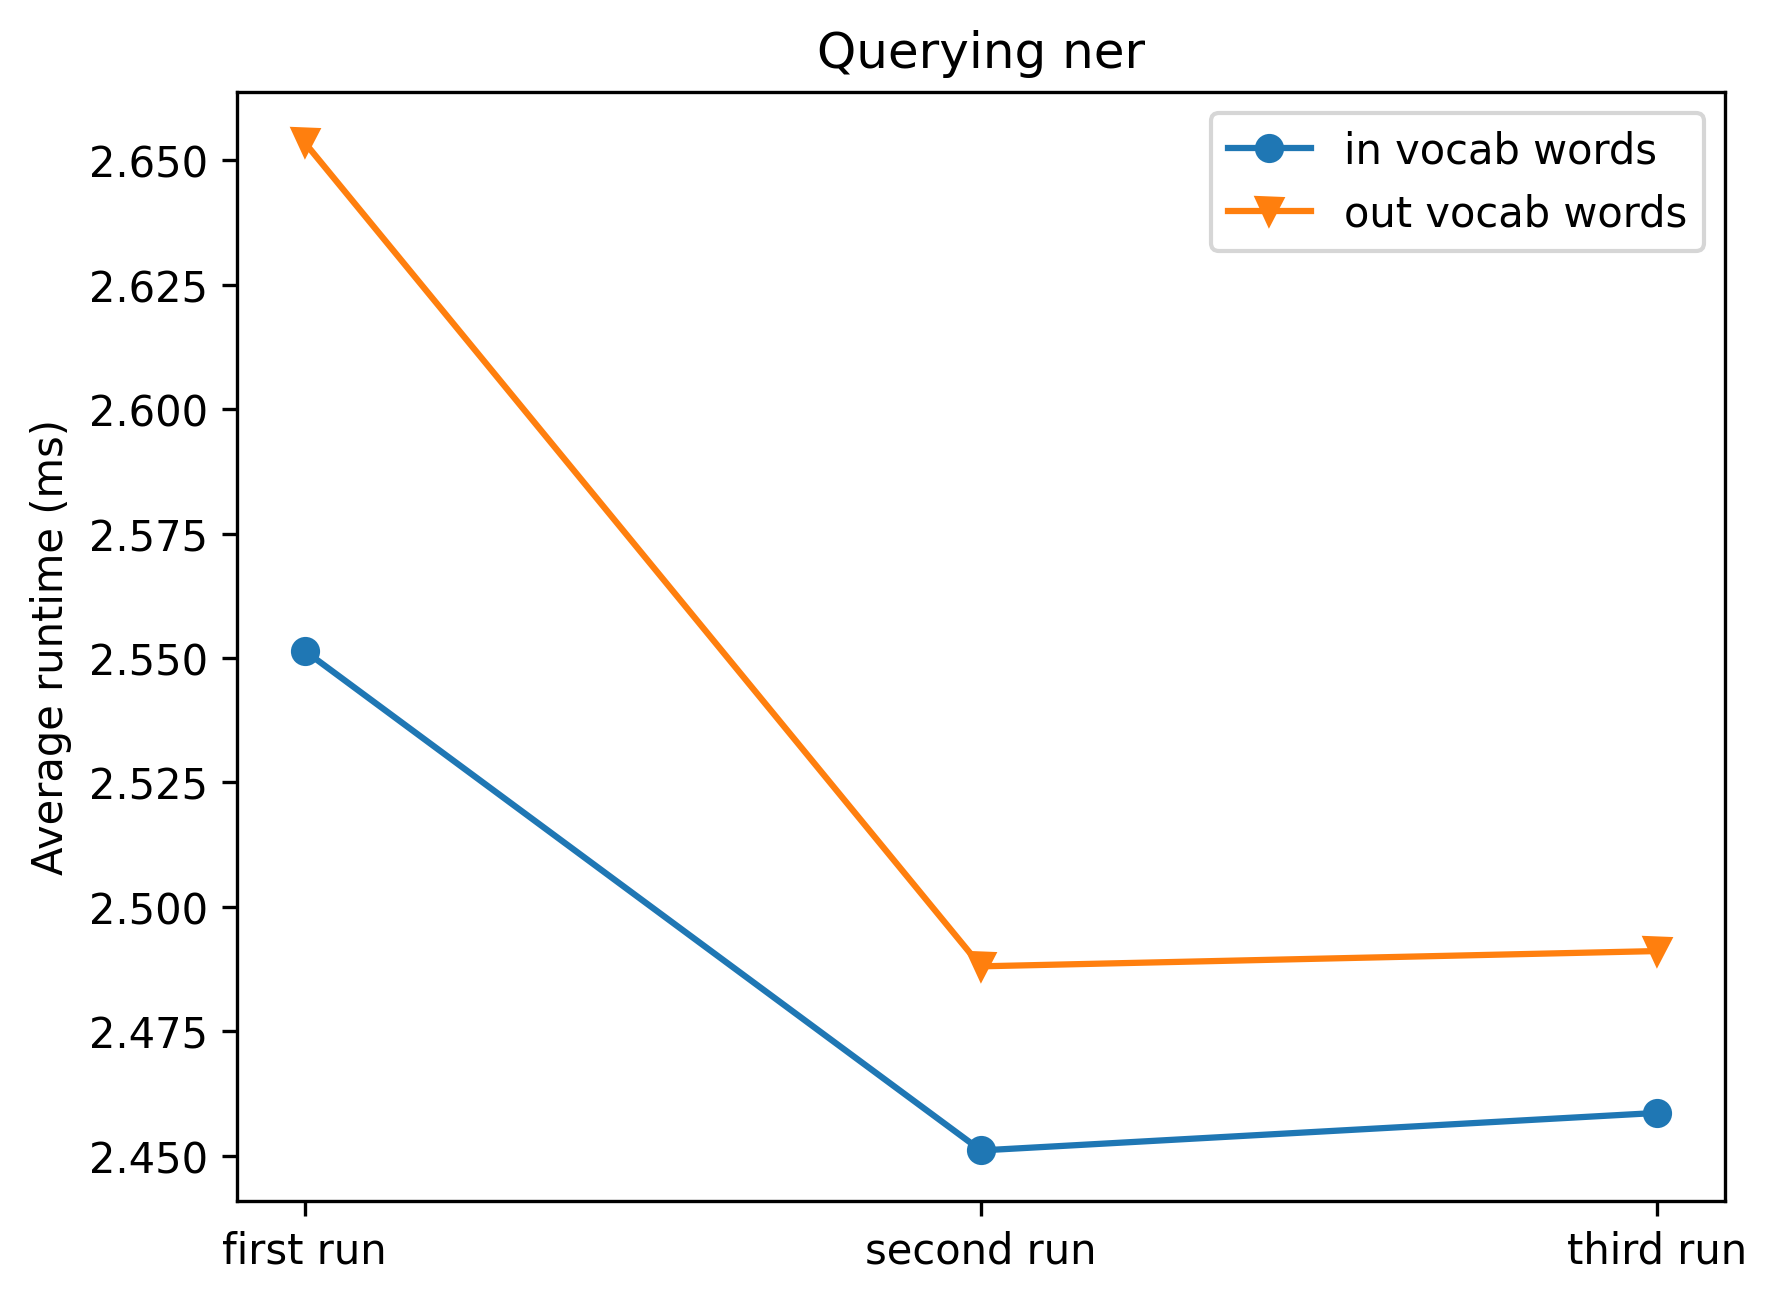 Querying ner
in vocab words
out vocab words
Average runtime (ms)
2.650
2.625
2.600
2.575
2.550
2.525
2.500
2.475
2.450
first run
second run
third run